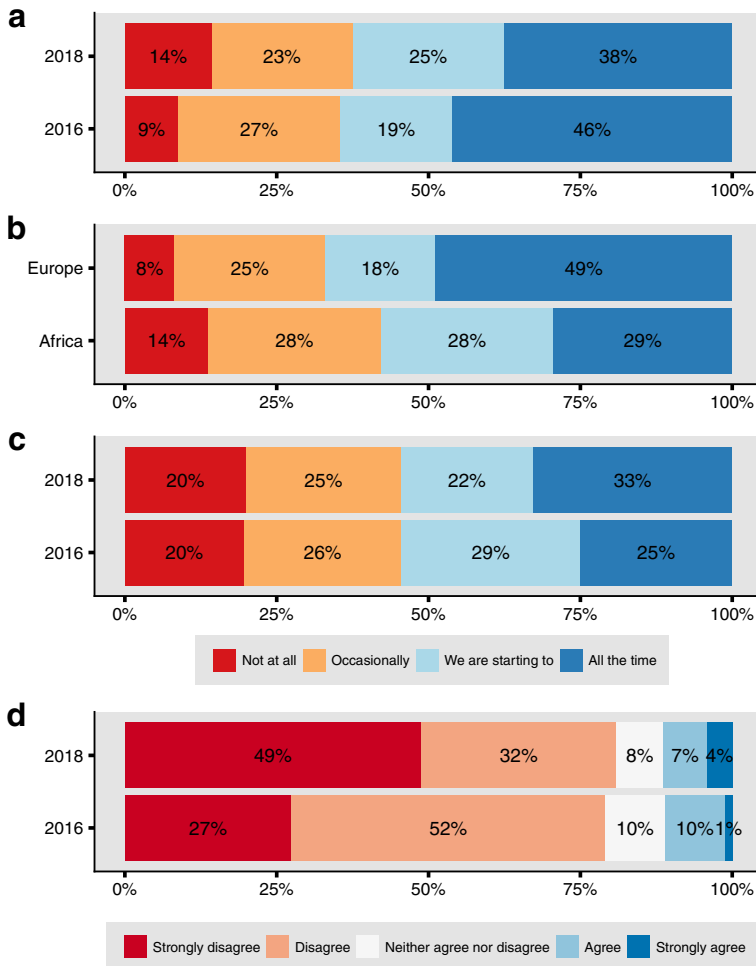 a
2018 14% 23% 25% 38%
2016 9% 27% 19% 46%
0% 25% 50% 75% 100%
b
Europe 8% 25% 18% 49%
Africa 14% 28% 28% 29%
0% 25% 50% 75% 100%
c
2018 20% 25% 22% 33%
2016 20% 26% 29% 25%
0% 25% 50% 75% 100%
Not at all Occasionally We are starting to All the time
d
2018 49% 32% 8% 7% 4%
2016 27% 52% 10% 10% 1%
0% 25% 50% 75% 100%
Strongly disagree Disagree Neither agree nor disagree Agree Strongly agree